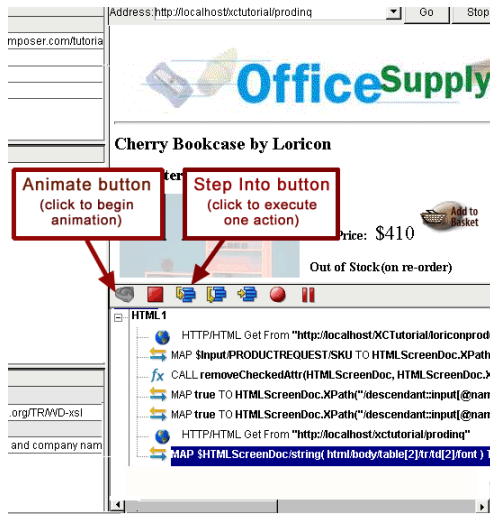 Address: http://localhost/xctutorial/prodinq Go Stop
mposer.com/tutoria
OfficeSupply
Cherry Bookcase by Loricon
Animate button
(click to begin
animation)
Step Into button
(click to execute
one action)
Price: $410
Add to
Basket
Out of Stock (on re-order)
HTML1
HTTP/HTML Get From "http://localhost/XCTutorial/loriconprod
MAP $Input/PRODUCTREQUEST/SKU TO HTMLScreenDoc.XPath
fx CALL removeCheckedAttr(HTMLScreenDoc, HTMLScreenDoc.X
MAP true TO HTMLScreenDoc.XPath("/descendant::input[@nam
MAP true TO HTMLScreenDoc.XPath("/descendant::input[@nam
HTTP/HTML Get From "http://localhost/xctutorial/prodinq"
MAP $HTMLScreenDoc/string( html/body/table[2]/tr/td[2]/font ) T
.org/TR/WD-xsl
and company nam